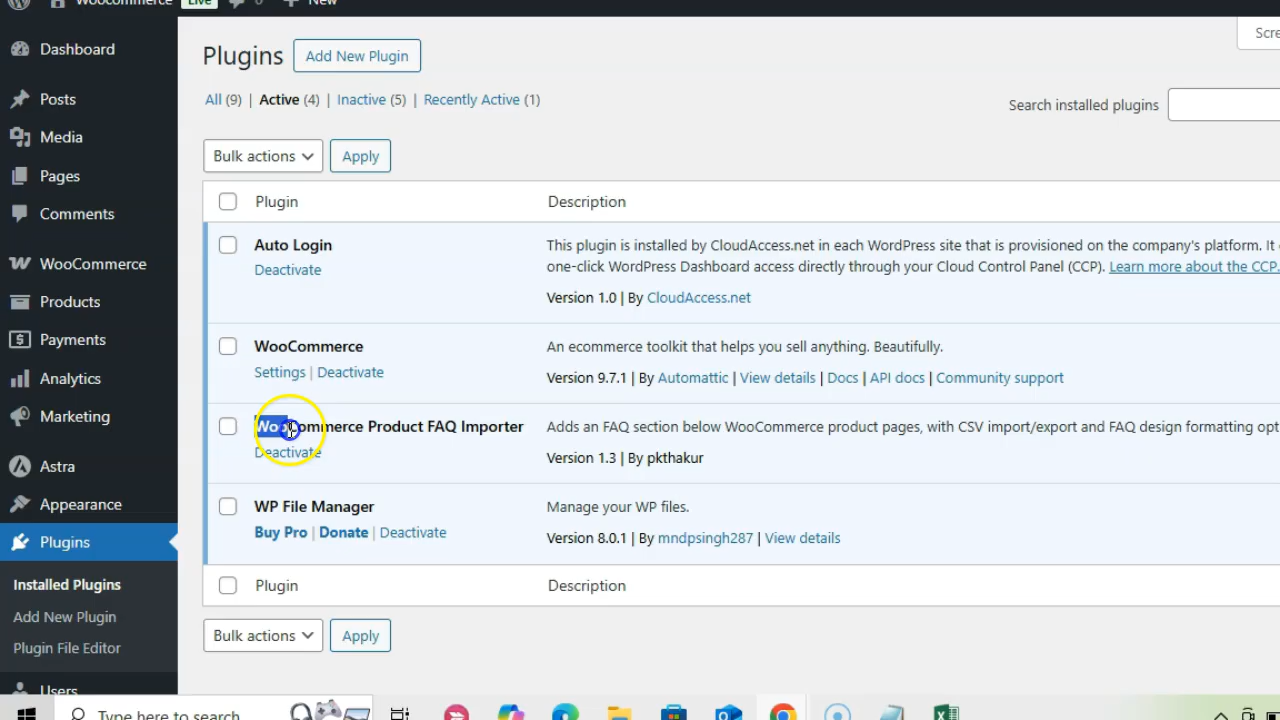 Woocommerce Live 0 New
Dashboard
Posts
Media
Pages
Comments
WooCommerce
Products
Payments
Analytics
Marketing
Astra
Appearance
Plugins
Installed Plugins
Add New Plugin
Plugin File Editor
Users
Plugins Add New Plugin
Scre
All (9) | Active (4) | Inactive (5) | Recently Active (1)
Search installed plugins
Bulk actions Apply
Plugin Description
Auto Login
Deactivate
This plugin is installed by CloudAccess.net in each WordPress site that is provisioned on the company's platform. It
one-click WordPress Dashboard access directly through your Cloud Control Panel (CCP). Learn more about the CCP.
Version 1.0 | By CloudAccess.net
WooCommerce
Settings | Deactivate
An ecommerce toolkit that helps you sell anything. Beautifully.
Version 9.7.1 | By Automattic | View details | Docs | API docs | Community support
WooCommerce Product FAQ Importer
Deactivate
Adds an FAQ section below WooCommerce product pages, with CSV import/export and FAQ design formatting opt
Version 1.3 | By pkthakur
WP File Manager
Buy Pro | Donate | Deactivate
Manage your WP files.
Version 8.0.1 | By mndpsingh287 | View details
Plugin Description
Bulk actions Apply
Type here to search